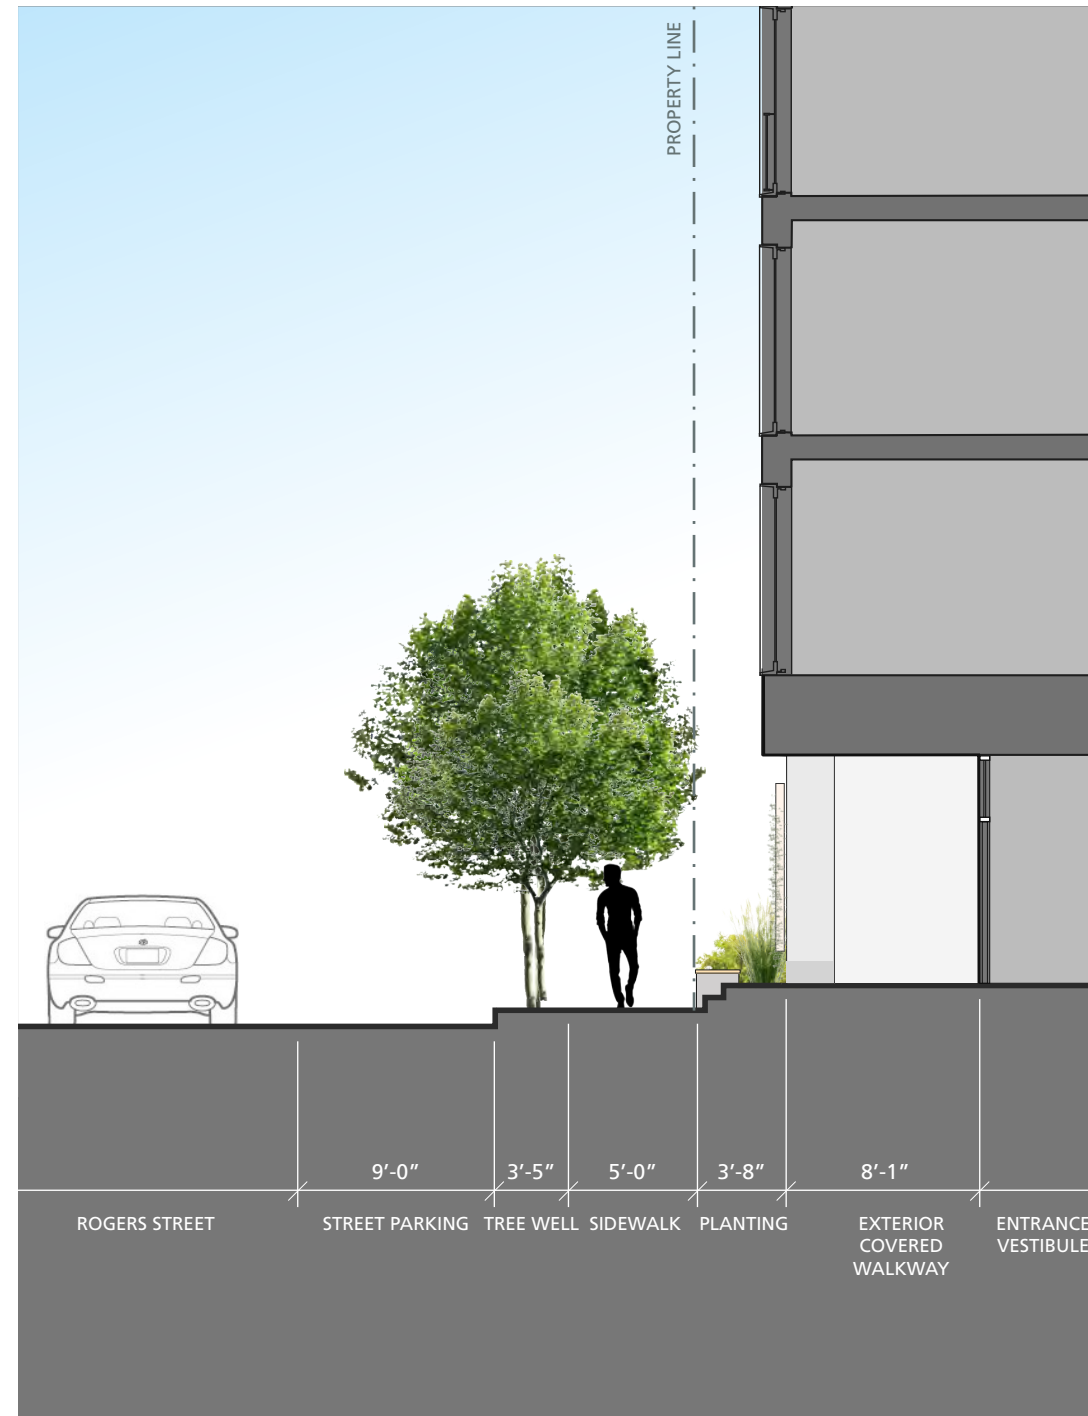 PROPERTY LINE
9’-0”
3’-5”
5’-0”
3’-8”
8’-1”
ROGERS STREET
STREET PARKING
TREE WELL
SIDEWALK
PLANTING
EXTERIOR
COVERED
WALKWAY
ENTRANCE
VESTIBULE